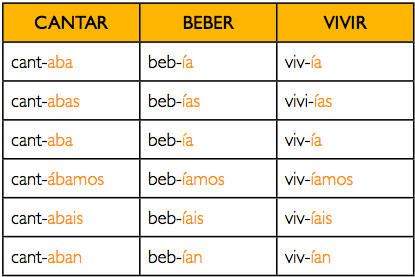 CANTAR BEBER VIVIR
cant-aba beb-ía viv-ía
cant-abas beb-ías vivi-ías
cant-aba beb-ía viv-ía
cant-ábamos beb-íamos viv-íamos
cant-abais beb-íais viv-íais
cant-aban beb-ían viv-ían